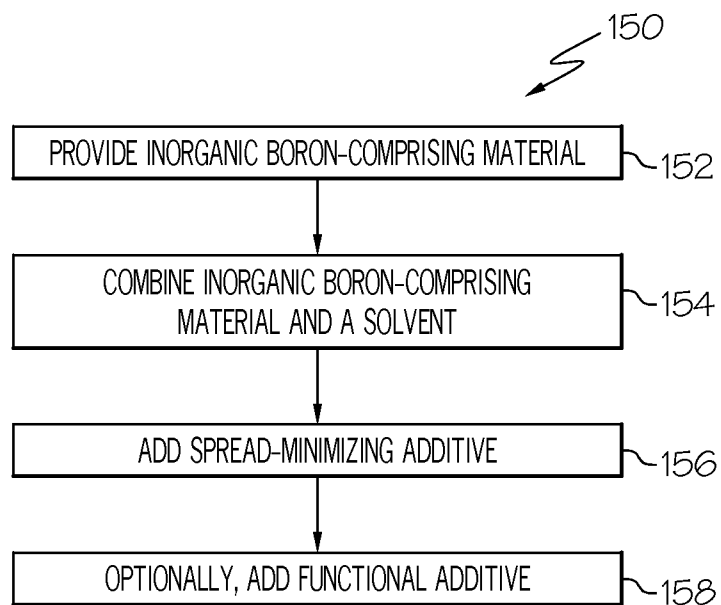 150
PROVIDE INORGANIC BORON-COMPRISING MATERIAL
152
COMBINE INORGANIC BORON-COMPRISING
MATERIAL AND A SOLVENT
154
ADD SPREAD-MINIMIZING ADDITIVE
156
OPTIONALLY, ADD FUNCTIONAL ADDITIVE
158